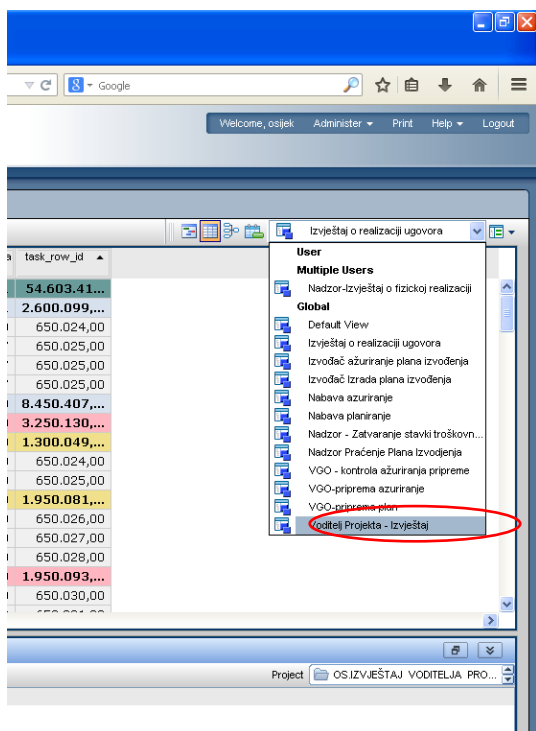 Google
Welcome, osijek Administer Print Help Logout
Izvještaj o realizaciji ugovora
task_row_id
User
Multiple Users
Nadzor-Izvještaj o fizickoj realizaciji
Global
Default View
Izvještaj o realizaciji ugovora
Izvođač ažuriranje plana izvođenja
Izvođač Izrada plana izvođenja
Nabava azuriranje
Nabava planiranje
Nadzor - Zatvaranje stavki troškovn...
Nadzor Praćenje Plana Izvodjenja
VGO - kontrola ažuriranja pripreme
VGO-priprema azuriranje
VGO-priprema plan
Voditelj Projekta - Izvještaj
54.603.41...
2.600.099,...
650.024,00
650.025,00
650.025,00
650.025,00
8.450.407,...
3.250.130,...
1.300.049,...
650.024,00
650.025,00
1.950.081,...
650.026,00
650.027,00
650.028,00
1.950.093,...
650.030,00
Project OS.IZVJEŠTAJ VODITELJA PRO...